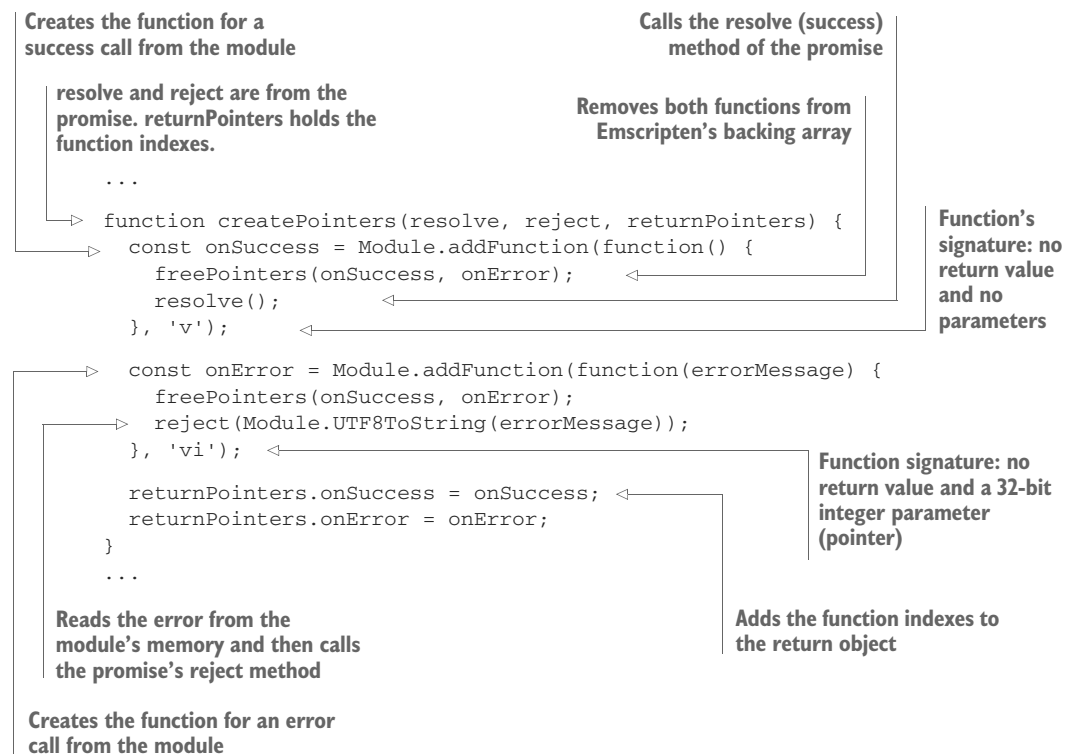 Creates the function for a
success call from the module
Calls the resolve (success)
method of the promise
resolve and reject are from the
promise. returnPointers holds the
function indexes.
Removes both functions from
Emscripten's backing array
...
function createPointers(resolve, reject, returnPointers) {
const onSuccess = Module.addFunction(function() {
freePointers(onSuccess, onError);
resolve();
}, 'v');
Function's
signature: no
return value
and no
parameters
const onError = Module.addFunction(function(errorMessage) {
freePointers(onSuccess, onError);
reject(Module.UTF8ToString(errorMessage));
}, 'vi');
Function signature: no
return value and a 32-bit
integer parameter
(pointer)
returnPointers.onSuccess = onSuccess;
returnPointers.onError = onError;
}
...
Reads the error from the
module's memory and then calls
the promise's reject method
Adds the function indexes to
the return object
Creates the function for an error
call from the module